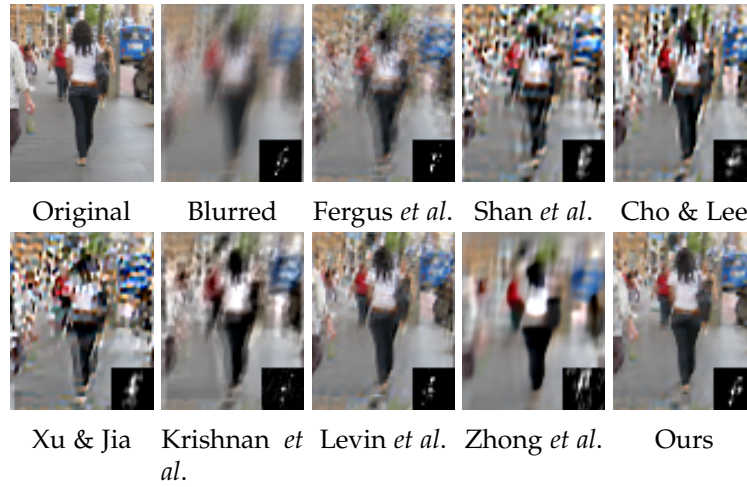 Original Blurred Fergus et al. Shan et al. Cho & Lee
Xu & Jia Krishnan et al. Levin et al. Zhong et al. Ours